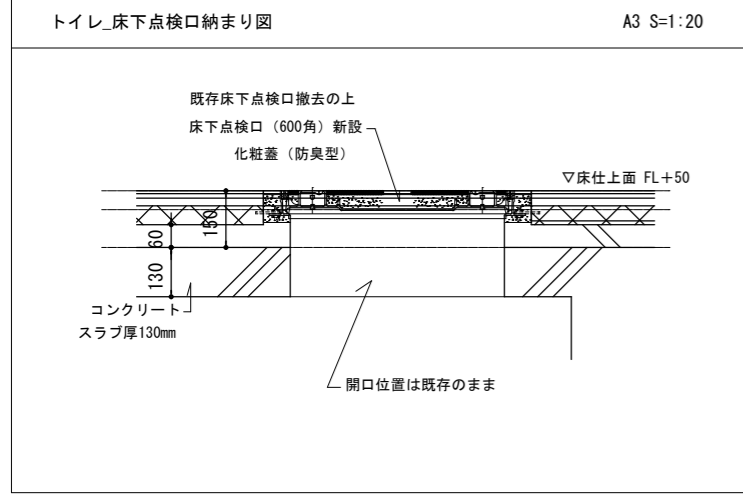 トイレ_床下点検口納まり図
A3 S=1:20
既存床下点検口撤去の上
床下点検口（600角）新設
化粧蓋（防臭型）
▽床仕上面 FL＋50
150
60
130
コンクリート
スラブ厚130mm
開口位置は既存のまま